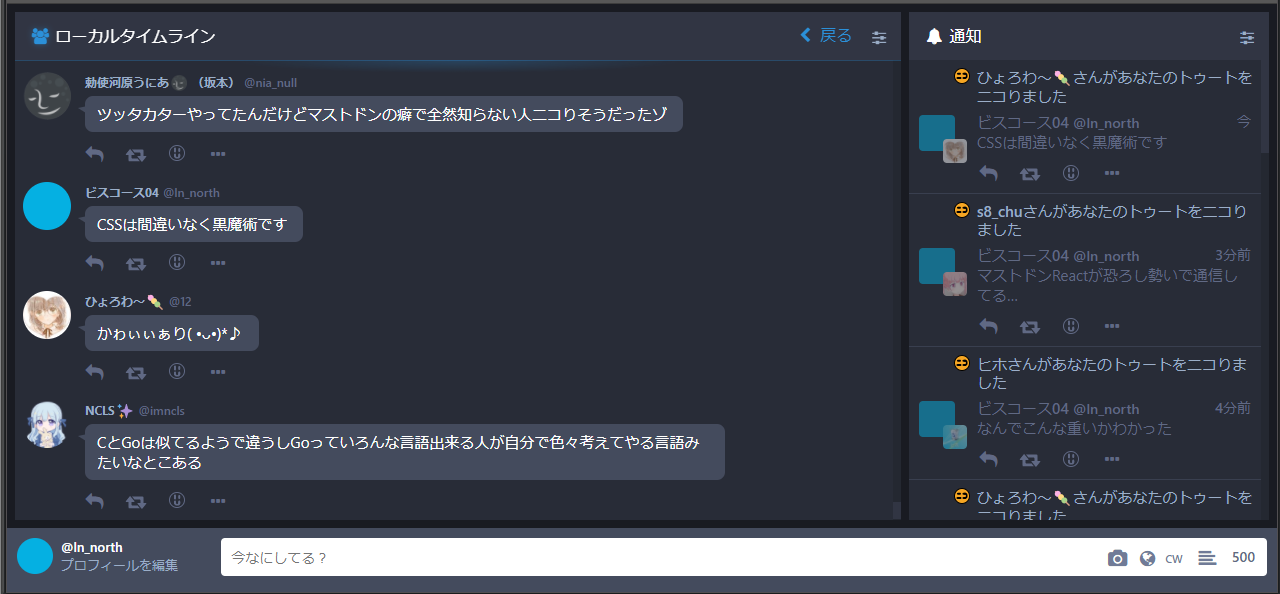 ローカルタイムライン
戻る
勅使河原うにあ（坂本） @nia_null
ツッタカターやってたんだけどマストドンの癖で全然知らない人ニコりそうだったゾ
ビスコース04 @ln_north
CSSは間違いなく黒魔術です
ひょろわ～🍡 @12
かわぃぃぁり( •ᴗ•)*♪
NCLS✨ @imncls
CとGoは似てるようで違うしGoっていろんな言語出来る人が自分で色々考えてやる言語み
たいなとこある
通知
ひょろわ～🍡さんがあなたのトゥートを
ニコりました
ビスコース04 @ln_north 今
CSSは間違いなく黒魔術です
s8_chuさんがあなたのトゥートをニコり
ました
ビスコース04 @ln_north 3分前
マストドンReactが恐ろし勢いで通信し
てる...
ヒホさんがあなたのトゥートをニコりま
した
ビスコース04 @ln_north 4分前
なんでこんな重いかわかった
ひょろわ～🍡さんがあなたのトゥートを
ニコりました
@ln_north
プロフィールを編集
今なにしてる？
CW
500